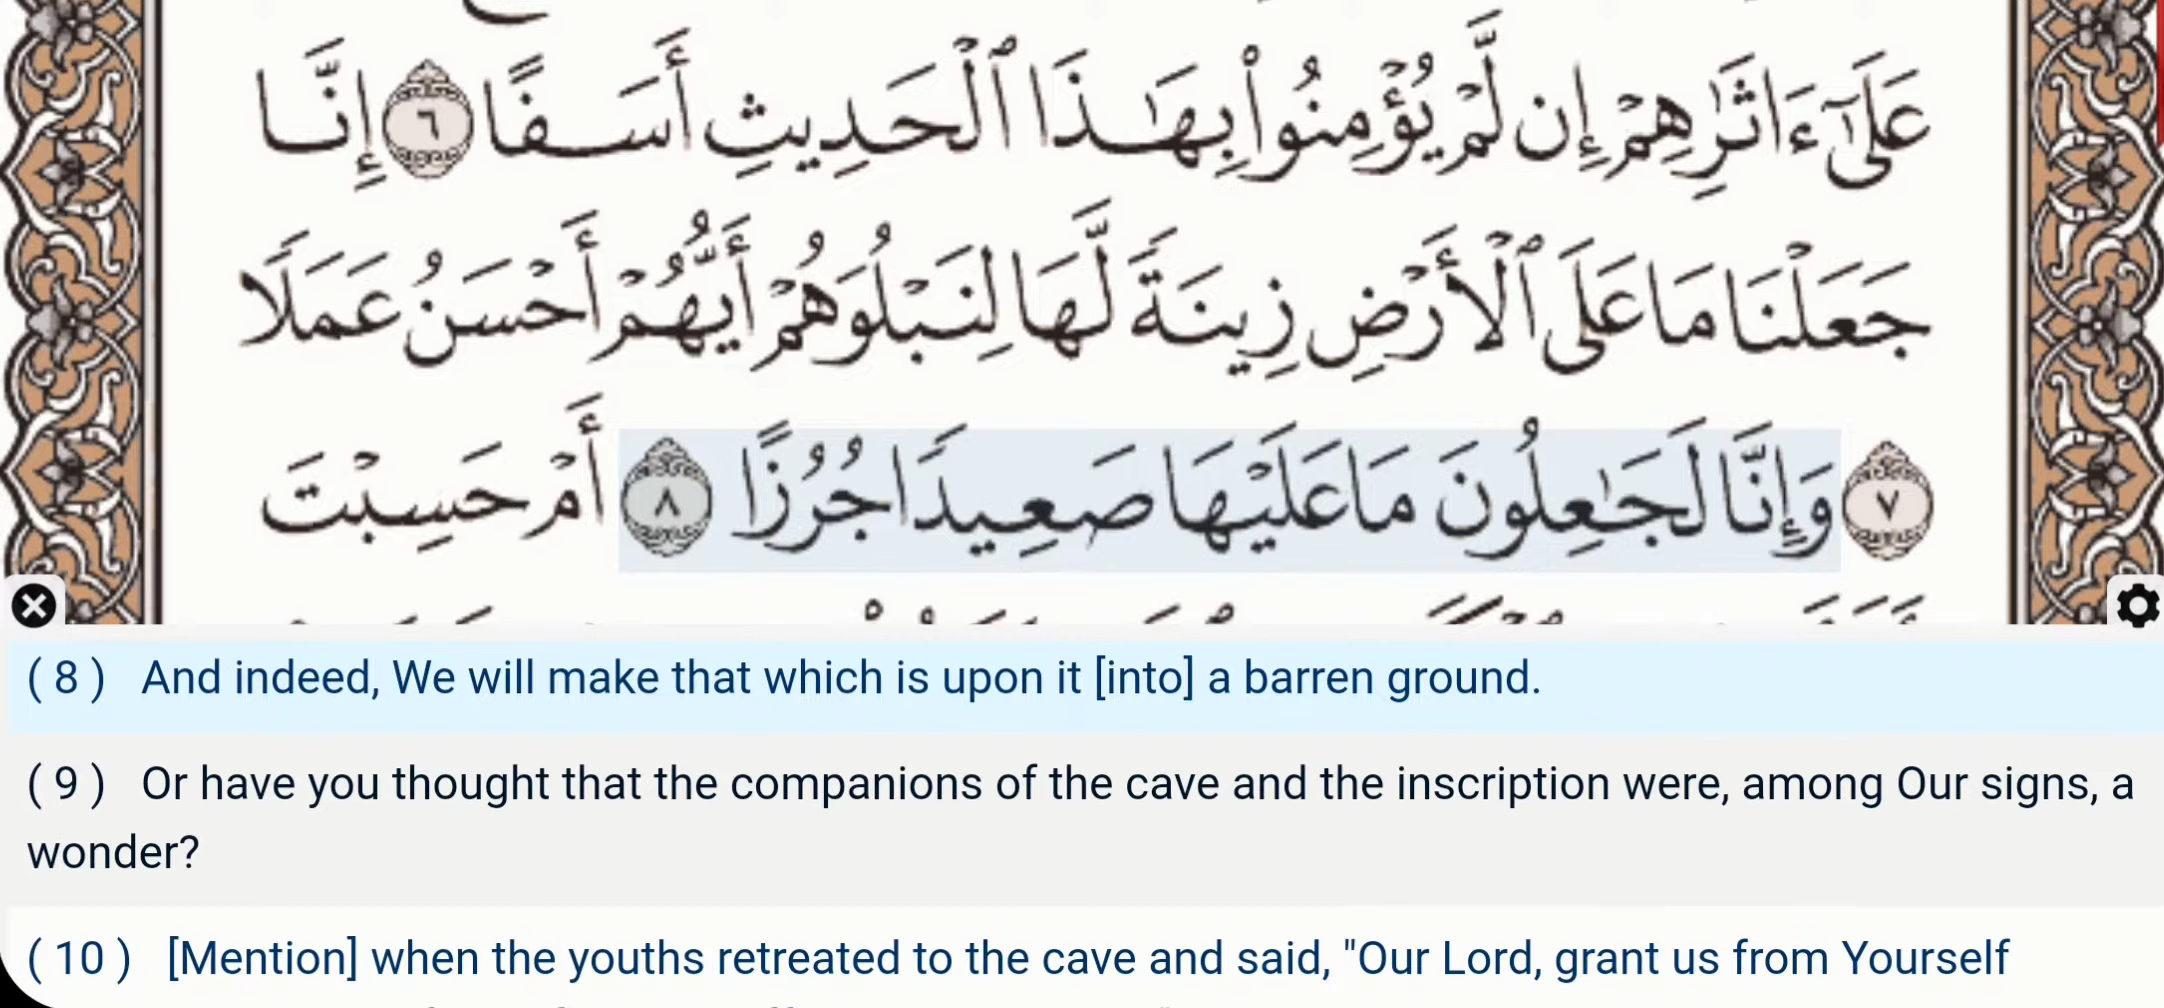 عَلَىٰٓ ءَاثَٰرِهِمْ إِن لَّمْ يُؤْمِنُوا۟ بِهَٰذَا ٱلْحَدِيثِ أَسَفًا ٦ إِنَّا
جَعَلْنَا مَا عَلَى ٱلْأَرْضِ زِينَةً لَّهَا لِنَبْلُوَهُمْ أَيُّهُمْ أَحْسَنُ عَمَلًا
٧ وَإِنَّا لَجَٰعِلُونَ مَا عَلَيْهَا صَعِيدًا جُرُزًا ٨ أَمْ حَسِبْتَ
( 8 ) And indeed, We will make that which is upon it [into] a barren ground.
( 9 ) Or have you thought that the companions of the cave and the inscription were, among Our signs, a
wonder?
( 10 ) [Mention] when the youths retreated to the cave and said, "Our Lord, grant us from Yourself